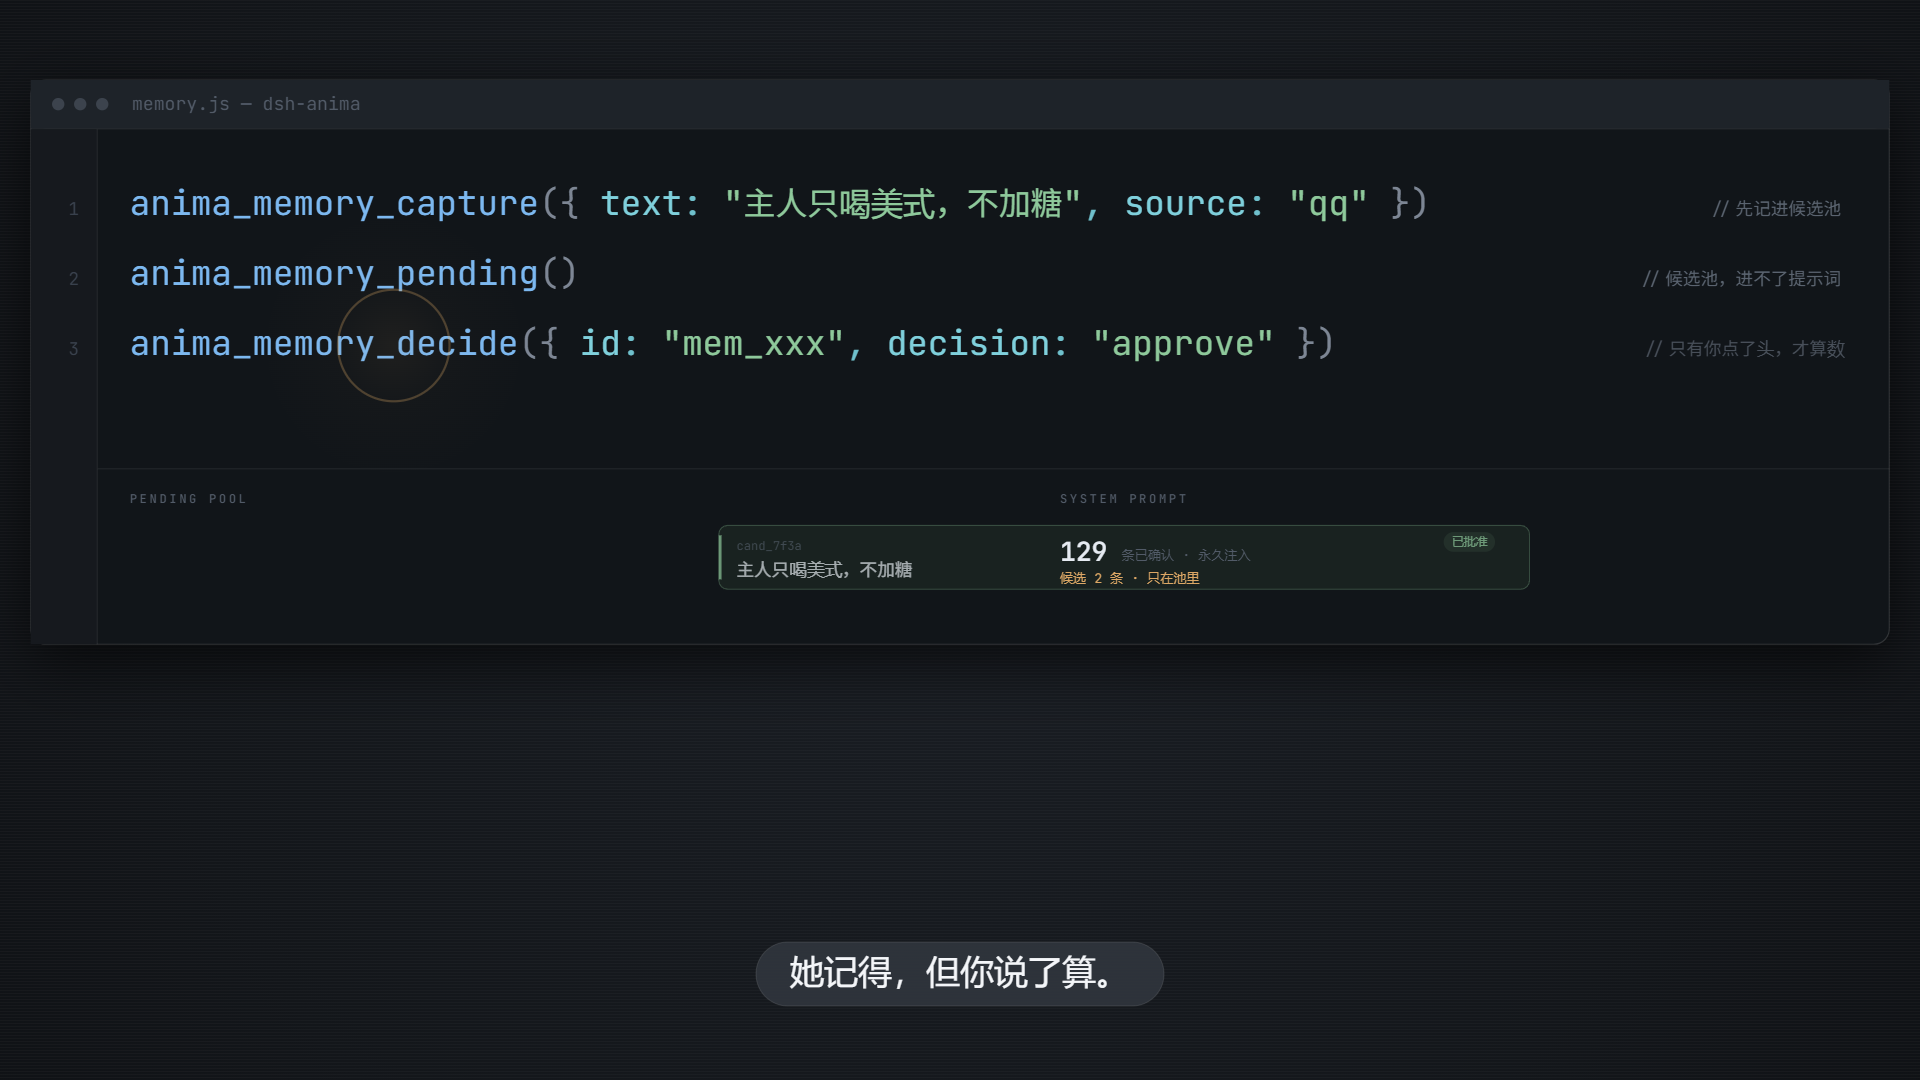 memory.js — dsh-anima
1 anima_memory_capture({ text: "主人只喝美式，不加糖", source: "qq" }) // 先记进候选池
2 anima_memory_pending() // 候选池，进不了提示词
3 anima_memory_decide({ id: "mem_xxx", decision: "approve" }) // 只有你点了头，才算数
PENDING POOL
SYSTEM PROMPT
cand_7f3a
主人只喝美式，不加糖
129 条已确认 · 永久注入
候选 2 条 · 只在池里
已批准
她记得，但你说了算。